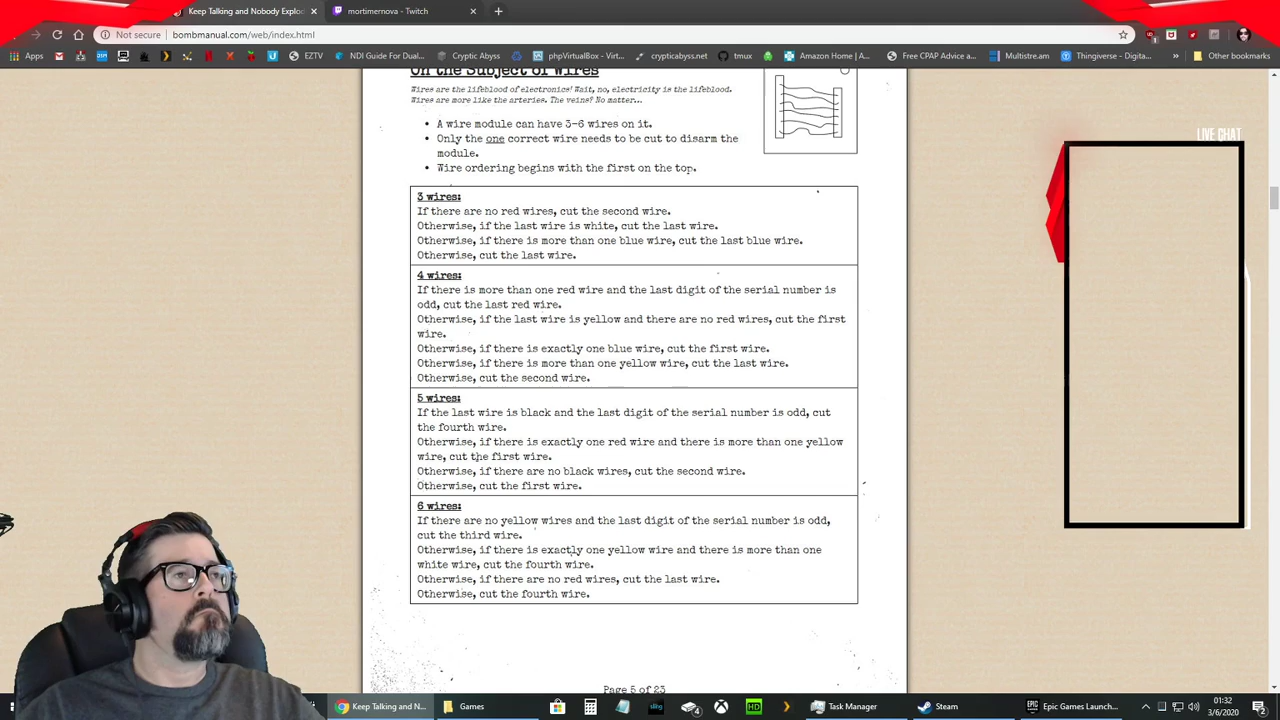 Keep Talking and Nobody Explod
mortimernova - Twitch
Not secure
bombmanual.com/web/index.html
Apps
EZTV
NDI Guide For Dual...
Cryptic Abyss
phpVirtualBox - Virt...
crypticabyss.net
tmux
Amazon Home | A...
Free CPAP Advice a...
Multistre.am
Thingiverse - Digita...
Other bookmarks
On the Subject of Wires
Wires are the lifeblood of electronics! Wait, no, electricity is the lifeblood.
Wires are more like the arteries. The veins? No matter...
• A wire module can have 3-6 wires on it.
• Only the one correct wire needs to be cut to disarm the
module.
• Wire ordering begins with the first on the top.
3 wires:
If there are no red wires, cut the second wire.
Otherwise, if the last wire is white, cut the last wire.
Otherwise, if there is more than one blue wire, cut the last blue wire.
Otherwise, cut the last wire.
4 wires:
If there is more than one red wire and the last digit of the serial number is
odd, cut the last red wire.
Otherwise, if the last wire is yellow and there are no red wires, cut the first
wire.
Otherwise, if there is exactly one blue wire, cut the first wire.
Otherwise, if there is more than one yellow wire, cut the last wire.
Otherwise, cut the second wire.
5 wires:
If the last wire is black and the last digit of the serial number is odd, cut
the fourth wire.
Otherwise, if there is exactly one red wire and there is more than one yellow
wire, cut the first wire.
Otherwise, if there are no black wires, cut the second wire.
Otherwise, cut the first wire.
6 wires:
If there are no yellow wires and the last digit of the serial number is odd,
cut the third wire.
Otherwise, if there is exactly one yellow wire and there is more than one
white wire, cut the fourth wire.
Otherwise, if there are no red wires, cut the last wire.
Otherwise, cut the fourth wire.
Page 5 of 23
LIVE CHAT
Keep Talking and N...
Games
sling
4
HD
Task Manager
Steam
Epic Games Launc...
01:32
3/6/2020